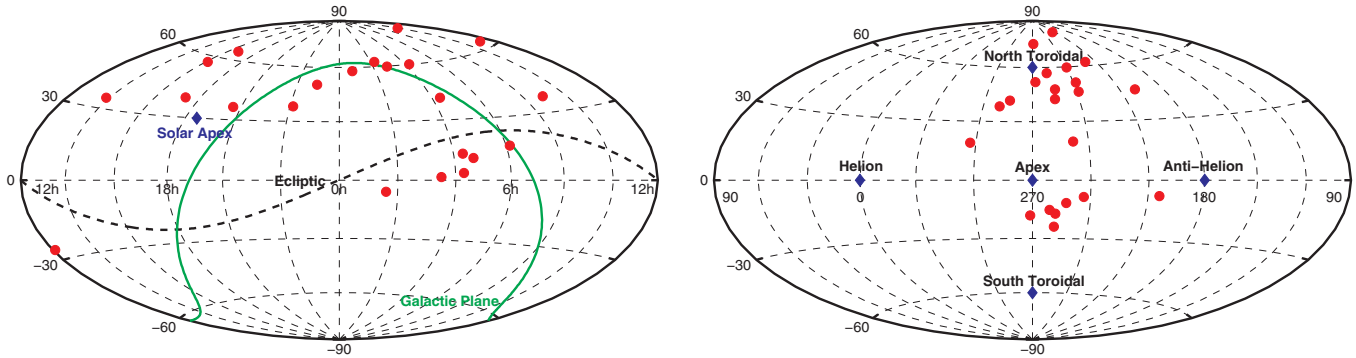 90
60
30
Solar Apex
Ecliptic
0
12h
18h
0h
6h
12h
−30
Galactic Plane
−60
−90
90
60
North Toroidal
30
Helion
Apex
Anti−Helion
0
90
0
270
180
90
−30
South Toroidal
−60
−90